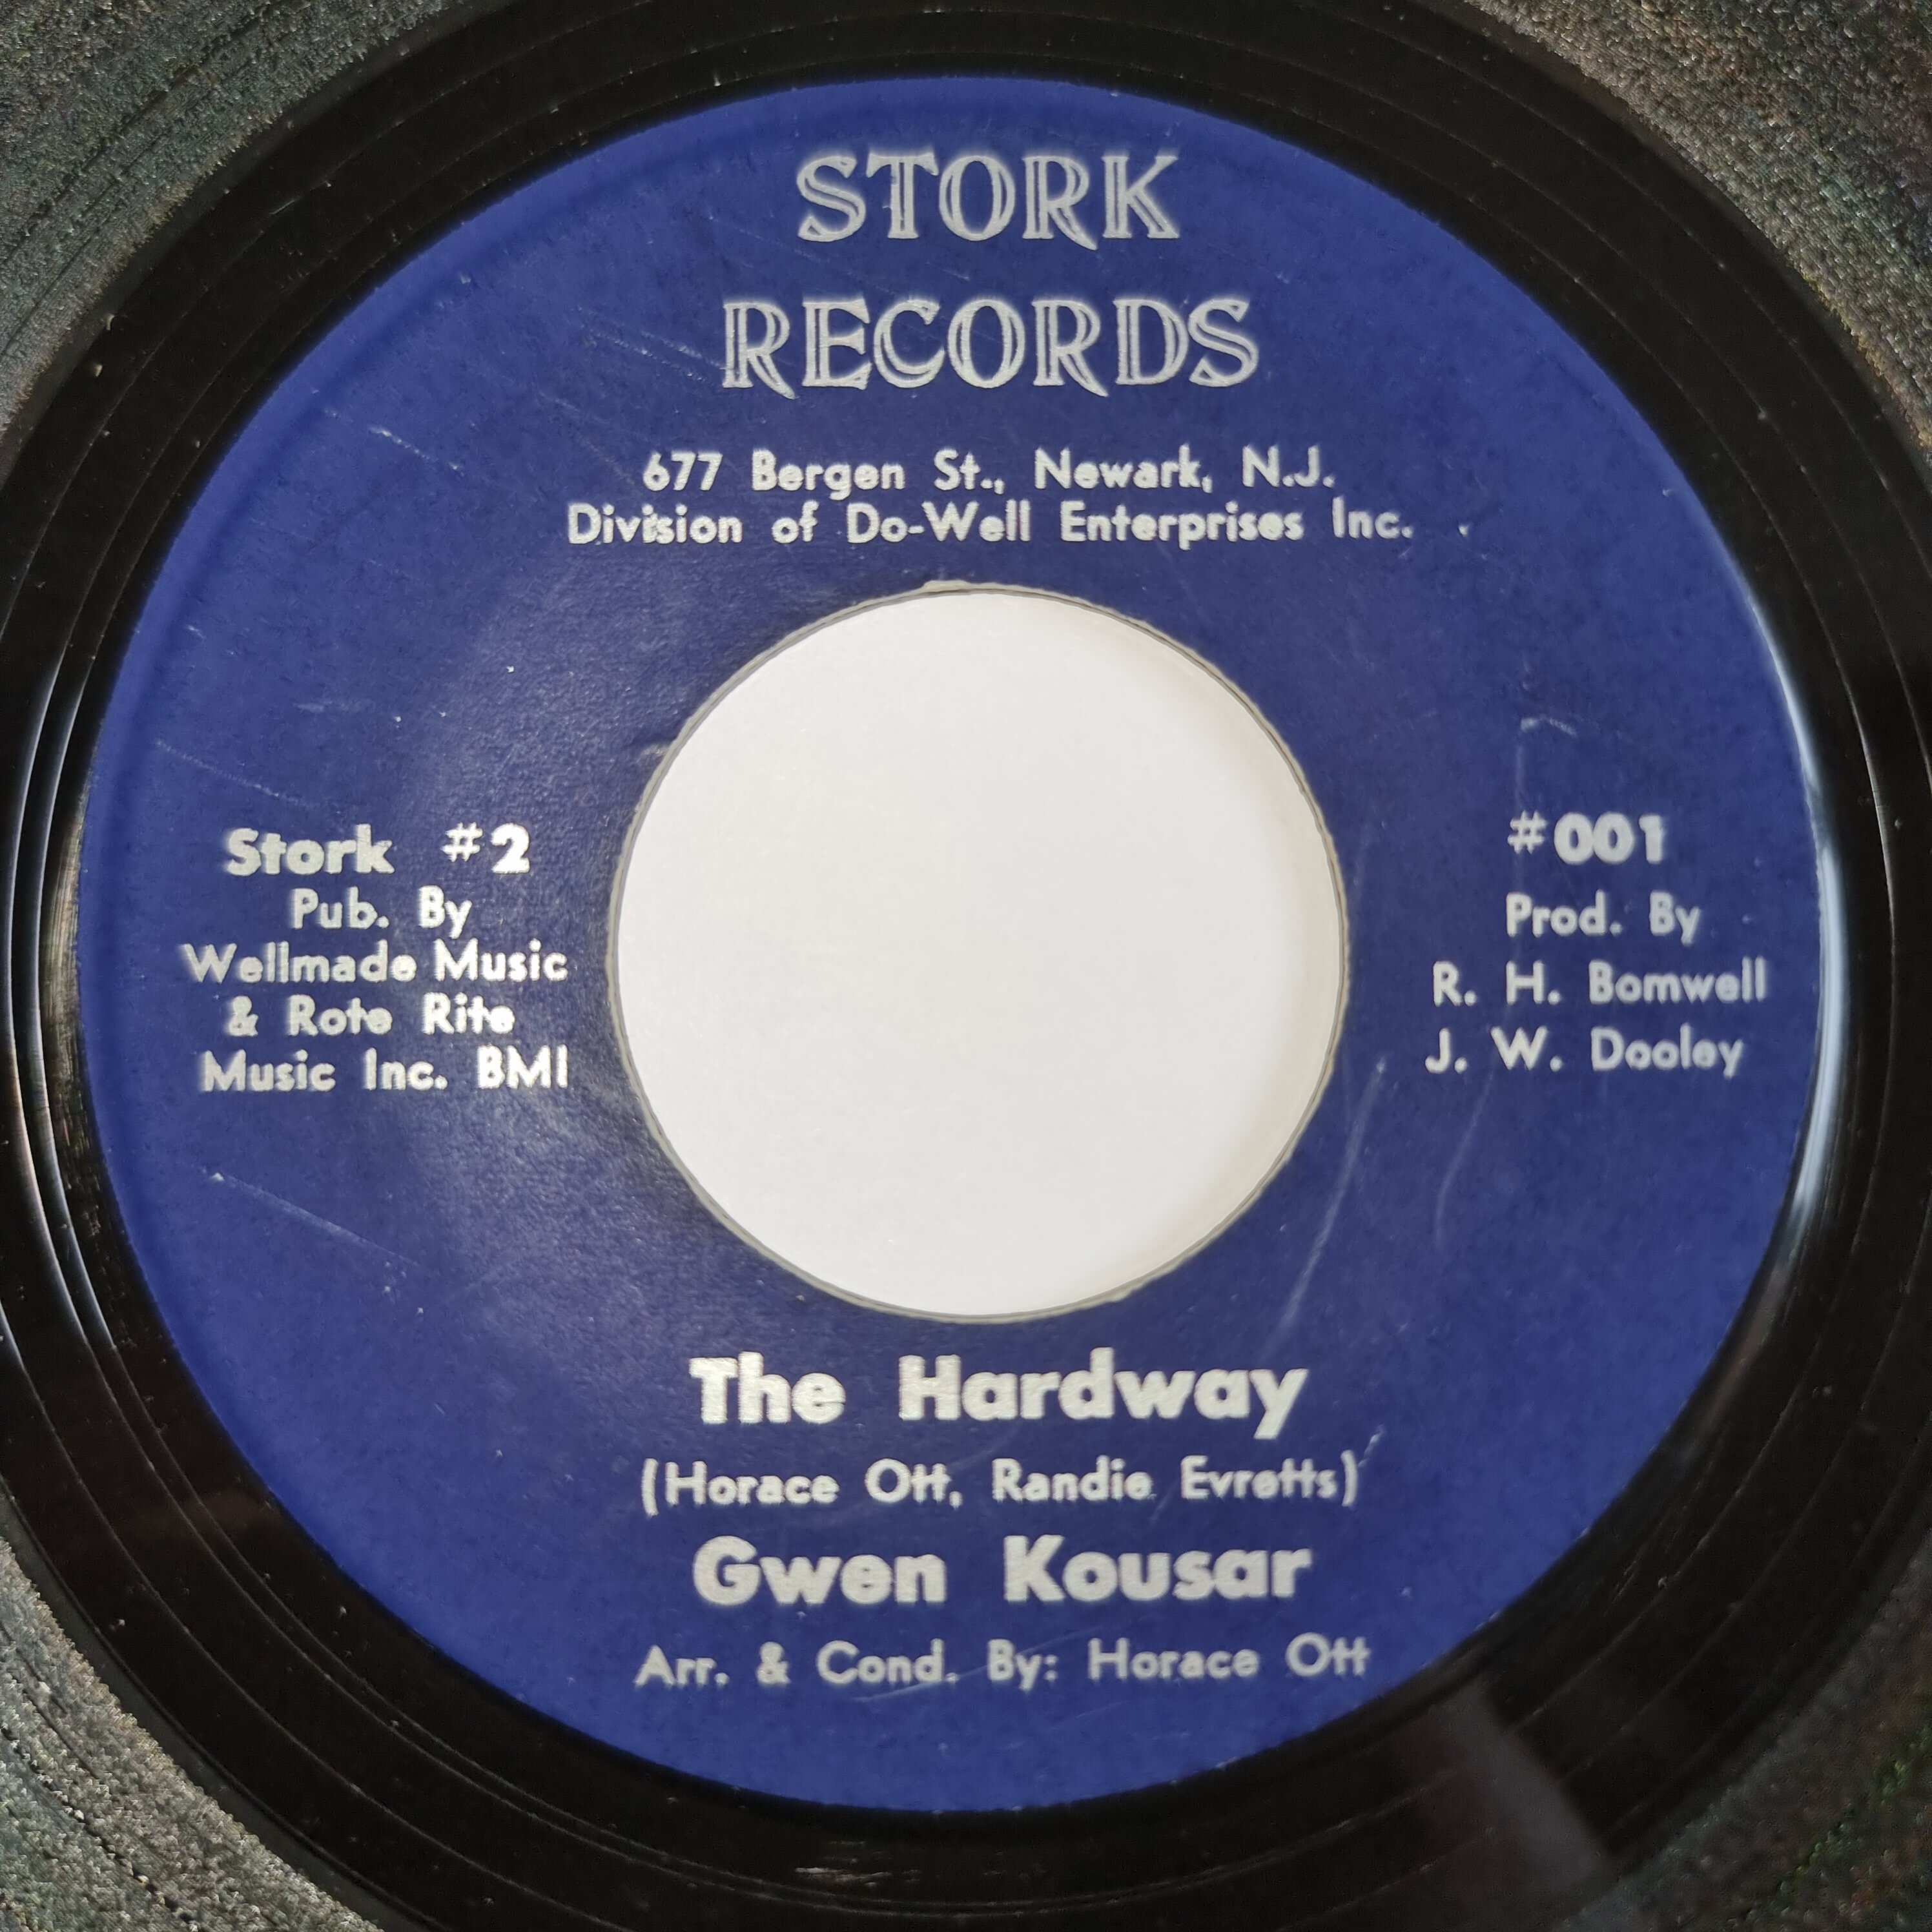 STORK
RECORDS
677 Bergen St., Newark, N.J.
Division of Do-Well Enterprises Inc.
Stork #2
Pub. By
Wellmade Music
& Rote Rite
Music Inc. BMI
#001
Prod. By
R. H. Bomwell
J. W. Dooley
The Hardway
(Horace Ott, Randie Evretts)
Gwen Kousar
Arr. & Cond. By: Horace Ott